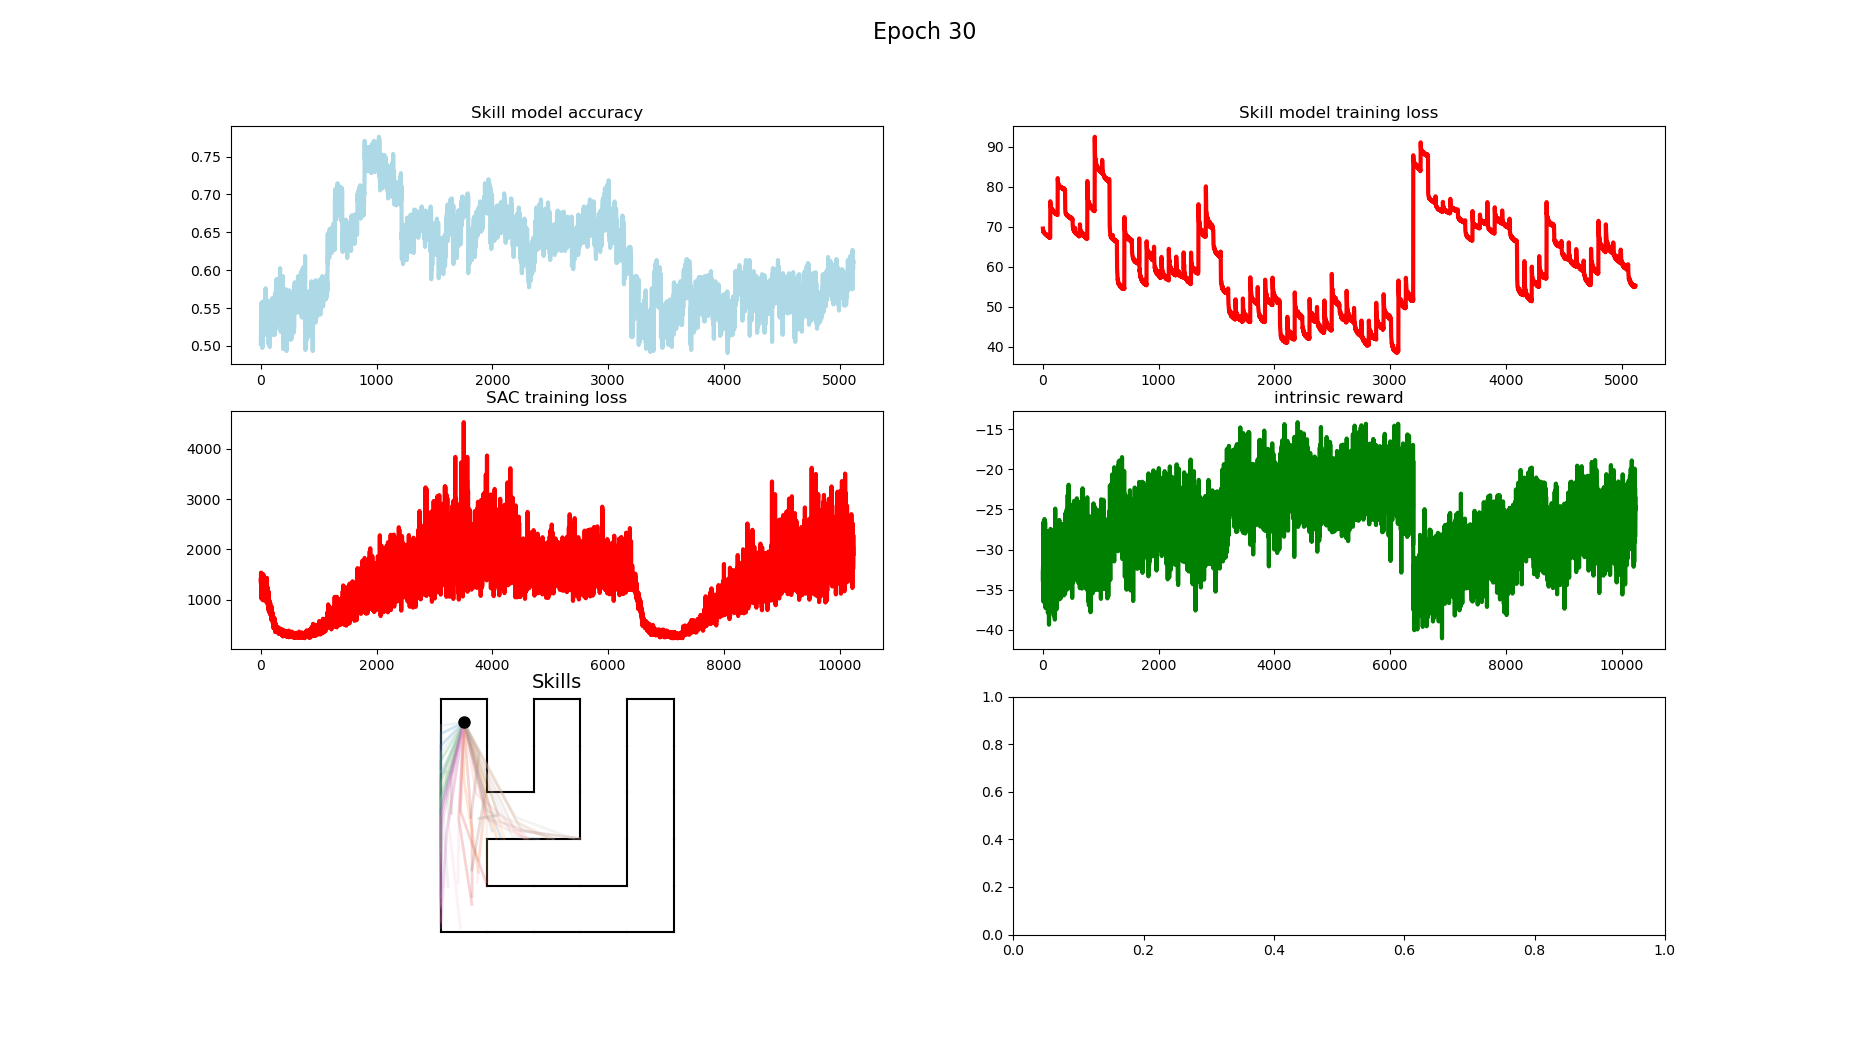 Epoch 30
Skill model accuracy
0.75
0.70
0.65
0.60
0.55
0.50
0 1000 2000 3000 4000 5000
Skill model training loss
90
80
70
60
50
40
0 1000 2000 3000 4000 5000
SAC training loss
4000
3000
2000
1000
0 2000 4000 6000 8000 10000
intrinsic reward
−15
−20
−25
−30
−35
−40
0 2000 4000 6000 8000 10000
Skills
1.0
0.8
0.6
0.4
0.2
0.0
0.0 0.2 0.4 0.6 0.8 1.0